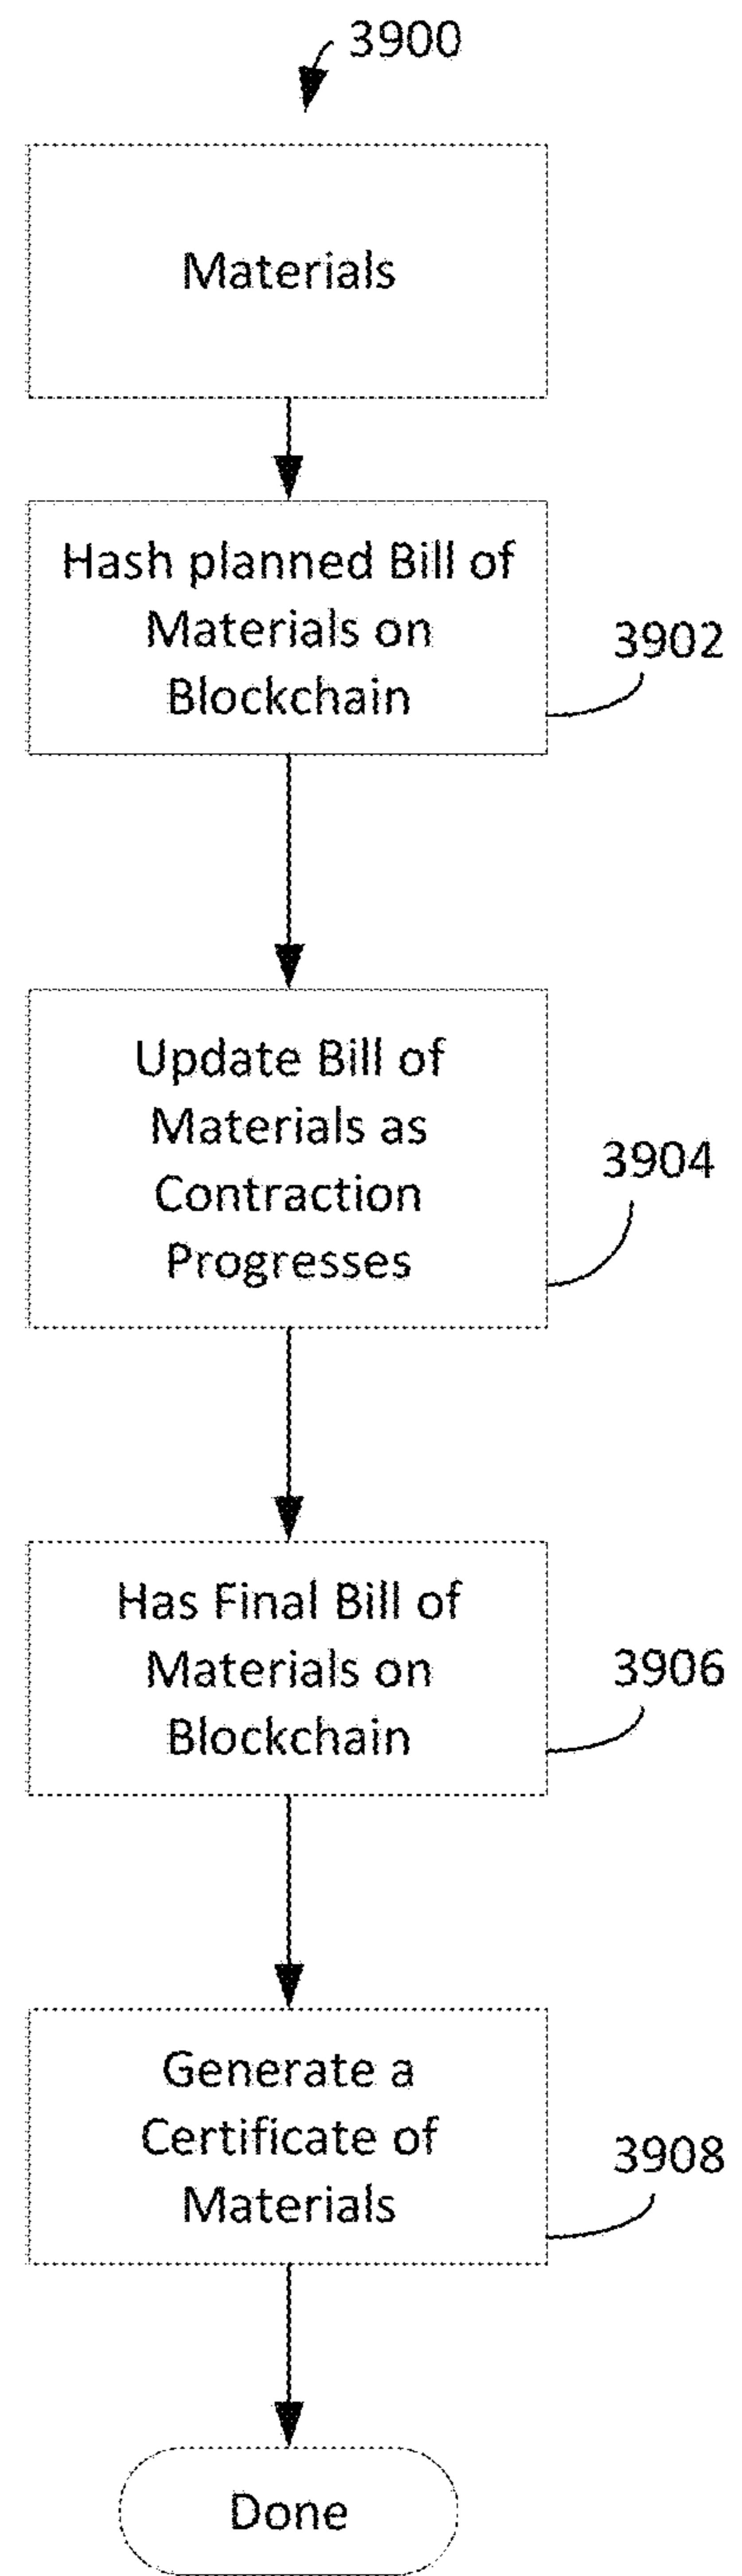 3900
Materials
Hash planned Bill of
Materials on
Blockchain
3902
Update Bill of
Materials as
Contraction
Progresses
3904
Has Final Bill of
Materials on
Blockchain
3906
Generate a
Certificate of
Materials
3908
Done